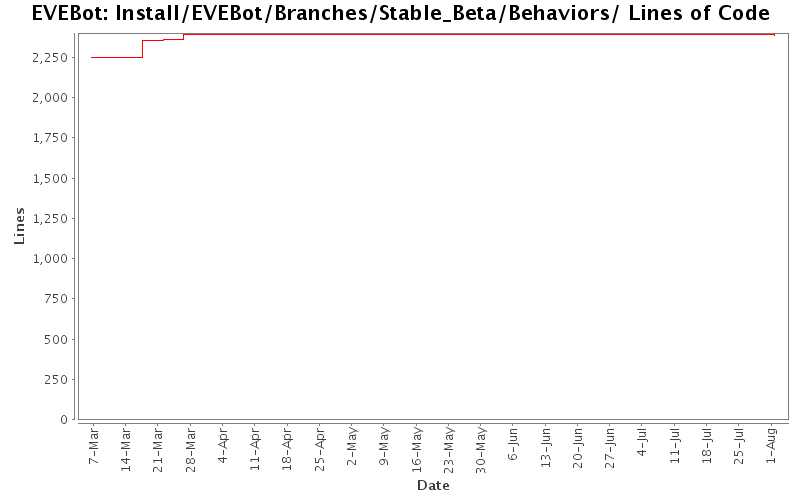 EVEBot: Install/EVEBot/Branches/Stable_Beta/Behaviors/ Lines of Code
Lines
2,250
2,000
1,750
1,500
1,250
1,000
750
500
250
0
7-Mar
14-Mar
21-Mar
28-Mar
4-Apr
11-Apr
18-Apr
25-Apr
2-May
9-May
16-May
23-May
30-May
6-Jun
13-Jun
20-Jun
27-Jun
4-Jul
11-Jul
18-Jul
25-Jul
1-Aug
Date